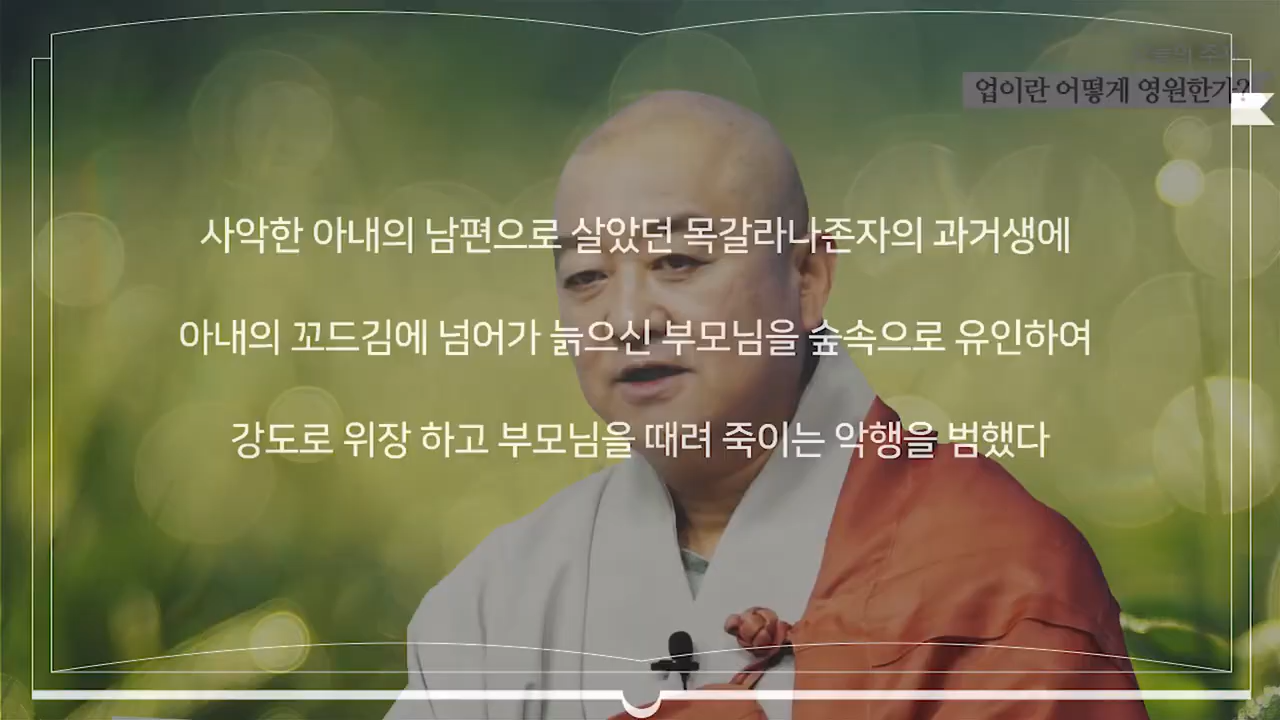 업이란 어떻게 영원한가?
사악한 아내의 남편으로 살았던 목갈라나존자의 과거생에
아내의 꼬드김에 넘어가 늙으신 부모님을 숲속으로 유인하여
강도로 위장 하고 부모님을 때려 죽이는 악행을 범했다